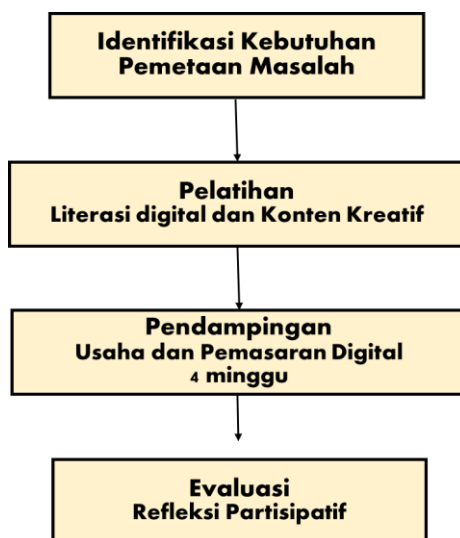 Identifikasi Kebutuhan
Pemetaan Masalah
Pelatihan
Literasi digital dan Konten Kreatif
Pendampingan
Usaha dan Pemasaran Digital
4 minggu
Evaluasi
Refleksi Partisipatif